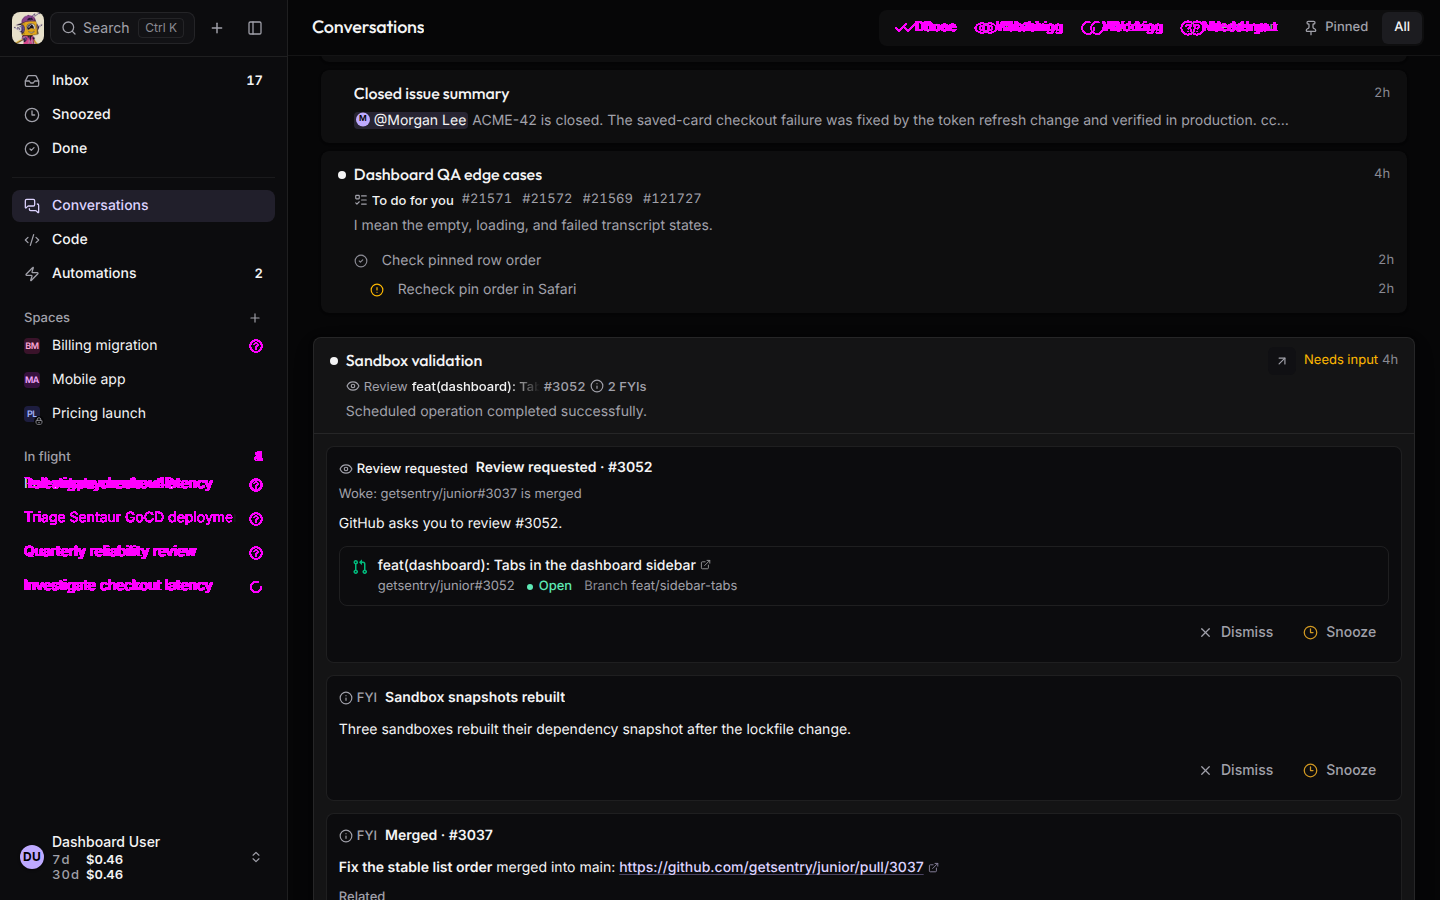 Search Ctrl K
Inbox 17
Snoozed
Done
Conversations
Code
Automations 2
Spaces
BM Billing migration
MA Mobile app
PL Pricing launch
In flight
Triage Sentaur GoCD deployme
Quarterly reliability review
Investigate checkout latency
DU Dashboard User
7d $0.46
30d $0.46
Conversations
Pinned All
Closed issue summary 2h
M @Morgan Lee ACME-42 is closed. The saved-card checkout failure was fixed by the token refresh change and verified in production. cc...
Dashboard QA edge cases 4h
To do for you #21571 #21572 #21569 #121727
I mean the empty, loading, and failed transcript states.
Check pinned row order 2h
Recheck pin order in Safari 2h
Sandbox validation Needs input 4h
Review feat(dashboard): Tab #3052 2 FYIs
Scheduled operation completed successfully.
Review requested Review requested · #3052
Woke: getsentry/junior#3037 is merged
GitHub asks you to review #3052.
feat(dashboard): Tabs in the dashboard sidebar
getsentry/junior#3052 Open Branch feat/sidebar-tabs
Dismiss Snooze
FYI Sandbox snapshots rebuilt
Three sandboxes rebuilt their dependency snapshot after the lockfile change.
Dismiss Snooze
FYI Merged · #3037
Fix the stable list order merged into main: https://github.com/getsentry/junior/pull/3037
Related